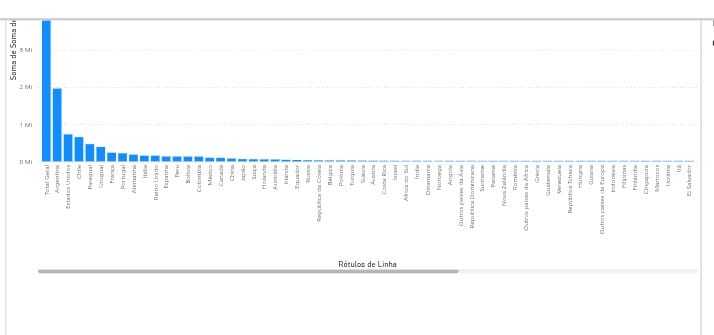 Soma de Soma de
3 Mi
2 Mi
1 Mi
0 Mi
Total Geral
Argentina
Estados Unidos
Chile
Paraguai
Uruguai
França
Portugal
Alemanha
Itália
Reino Unido
Espanha
Peru
Bolívia
Colômbia
México
Canadá
China
Japão
Suíça
Holanda
Austrália
Irlanda
Equador
Rússia
República da Coreia
Bélgica
Polônia
Turquia
Suécia
Áustria
Costa Rica
Israel
África do Sul
Índia
Dinamarca
Noruega
Angola
Outros países da Ásia
República Dominicana
Suriname
Panamá
Nova Zelândia
Romênia
Outros países da África
Grécia
Guatemala
Venezuela
República Tcheca
Hungria
Guiana
Outros países da Europa
Indonésia
Filipinas
Finlândia
Cingapura
Marrocos
Ucrânia
Irã
El Salvador
Rótulos de Linha